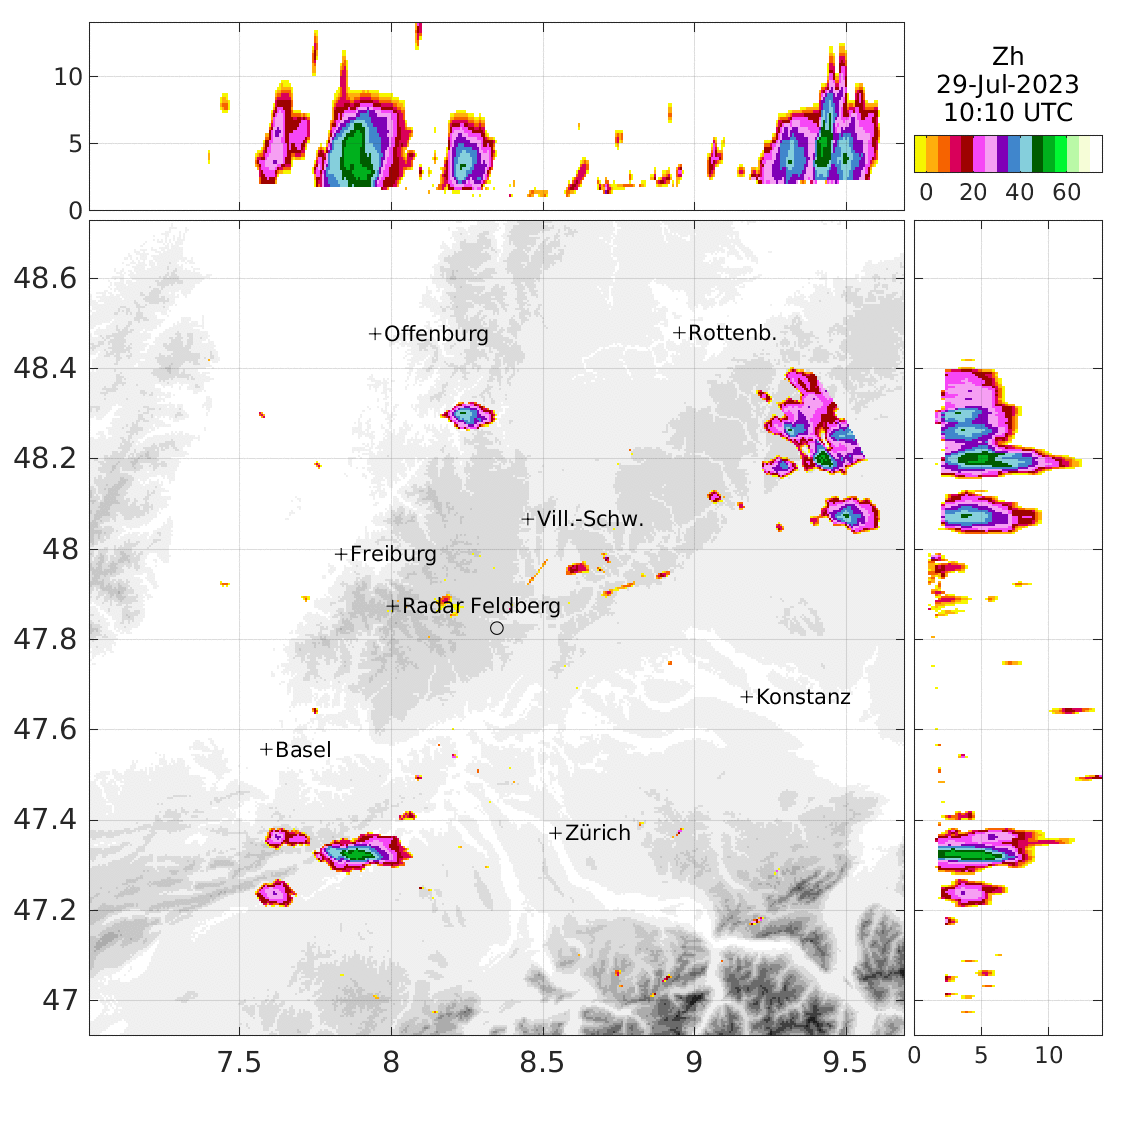 10
5
0
Zh
29-Jul-2023
10:10 UTC
0 20 40 60
48.6
48.4
48.2
48
47.8
47.6
47.4
47.2
47
+Offenburg
+Rottenb.
+Vill.-Schw.
+Freiburg
+Radar Feldberg
+Konstanz
+Basel
+Zürich
7.5 8 8.5 9 9.5
0 5 10